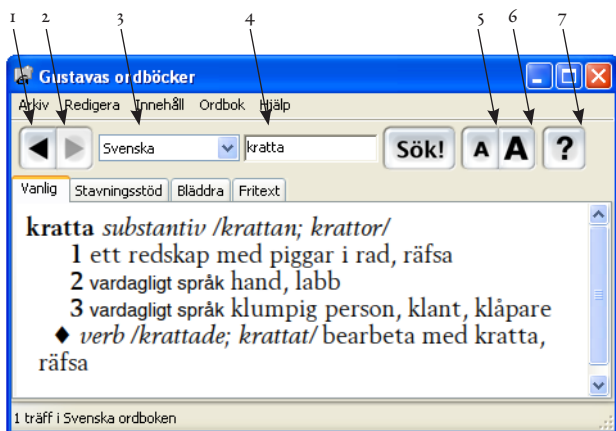 1 2 3 4 5 6 7
Gustavas ordböcker
Arkiv Redigera Innehåll Ordbok Hjälp
Svenska kratta Sök! A A ?
Vanlig Stavningsstöd Bläddra Fritext
kratta substantiv /krattan; krattor/
1 ett redskap med piggar i rad, räfsa
2 vardagligt språk hand, labb
3 vardagligt språk klumpig person, klant, klåpare
♦ verb /krattade; krattat/ bearbeta med kratta,
räfsa
1 träff i Svenska ordboken